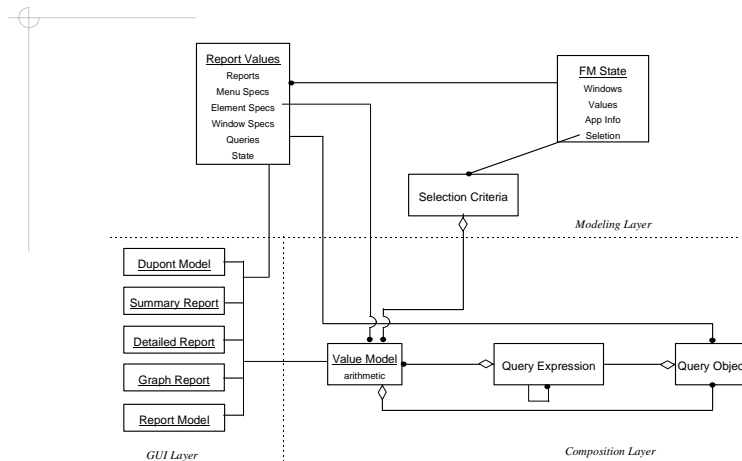 Report Values
Reports
Menu Specs
Element Specs
Window Specs
Queries
State
FM State
Windows
Values
App Info
Seletion
Selection Criteria
Modeling Layer
Dupont Model
Summary Report
Detailed Report
Graph Report
Report Model
GUI Layer
Value Model
arithmetic
Query Expression
Query Objec
Composition Layer